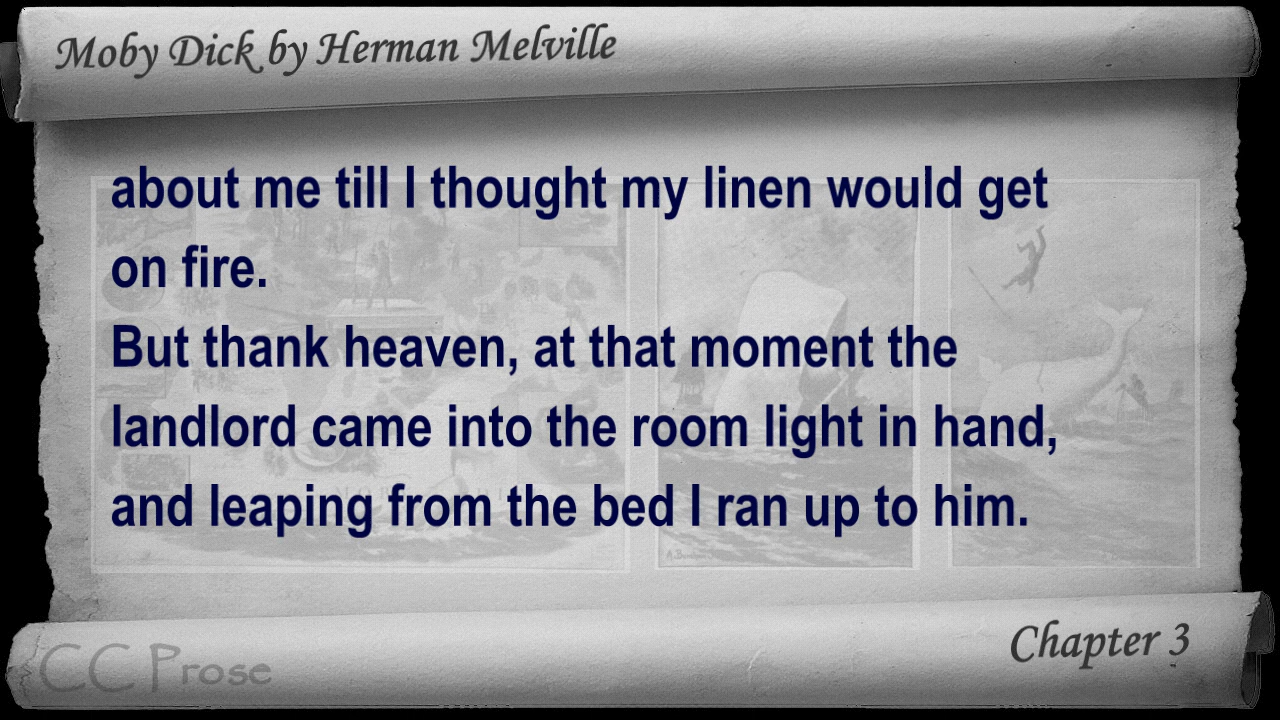 Moby Dick by Herman Melville
about me till I thought my linen would get
on fire.
But thank heaven, at that moment the
landlord came into the room light in hand,
and leaping from the bed I ran up to him.
Chapter 3
CC Prose